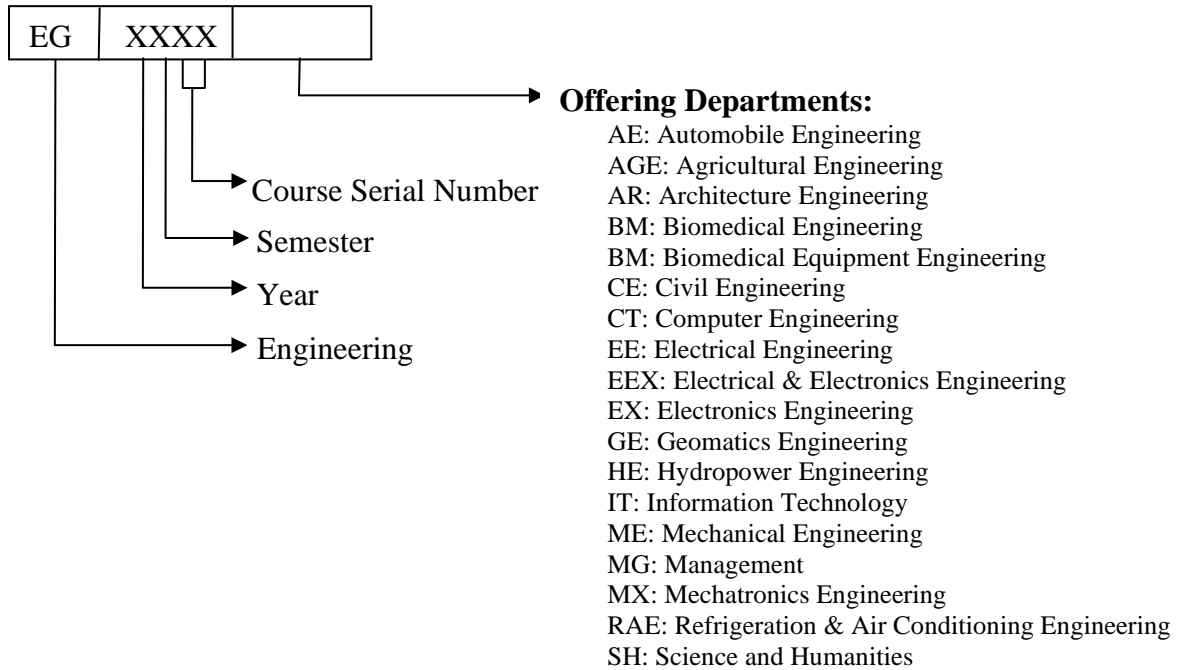 EG XXXX
Offering Departments:
AE: Automobile Engineering
AGE: Agricultural Engineering
AR: Architecture Engineering
BM: Biomedical Engineering
BM: Biomedical Equipment Engineering
CE: Civil Engineering
CT: Computer Engineering
EE: Electrical Engineering
EEX: Electrical & Electronics Engineering
EX: Electronics Engineering
GE: Geomatics Engineering
HE: Hydropower Engineering
IT: Information Technology
ME: Mechanical Engineering
MG: Management
MX: Mechatronics Engineering
RAE: Refrigeration & Air Conditioning Engineering
SH: Science and Humanities
Course Serial Number
Semester
Year
Engineering